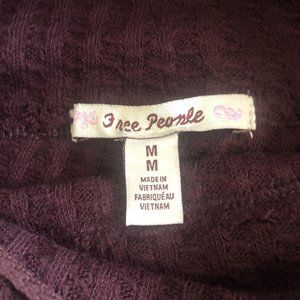 Free People
M
M
MADE IN
VIETNAM
FABRIQUÉ AU
VIETNAM